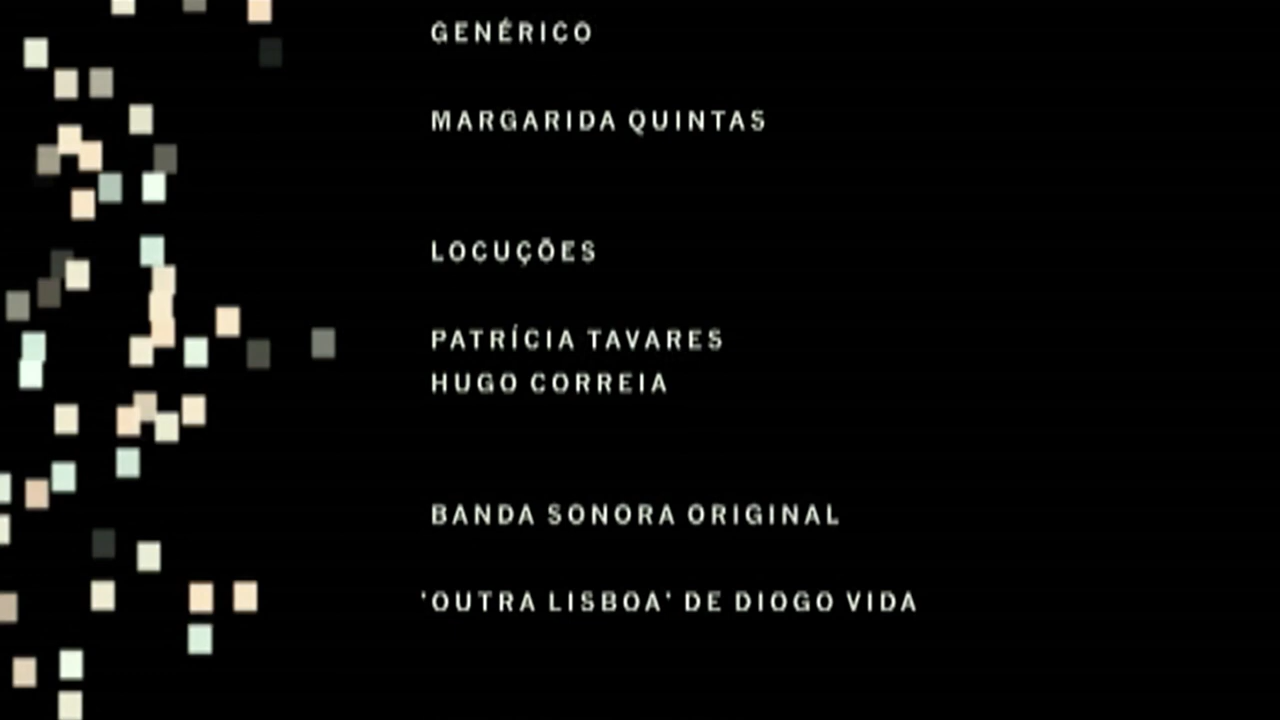 GENÉRICO
MARGARIDA QUINTAS
LOCUÇÕES
PATRÍCIA TAVARES
HUGO CORREIA
BANDA SONORA ORIGINAL
'OUTRA LISBOA' DE DIOGO VIDA